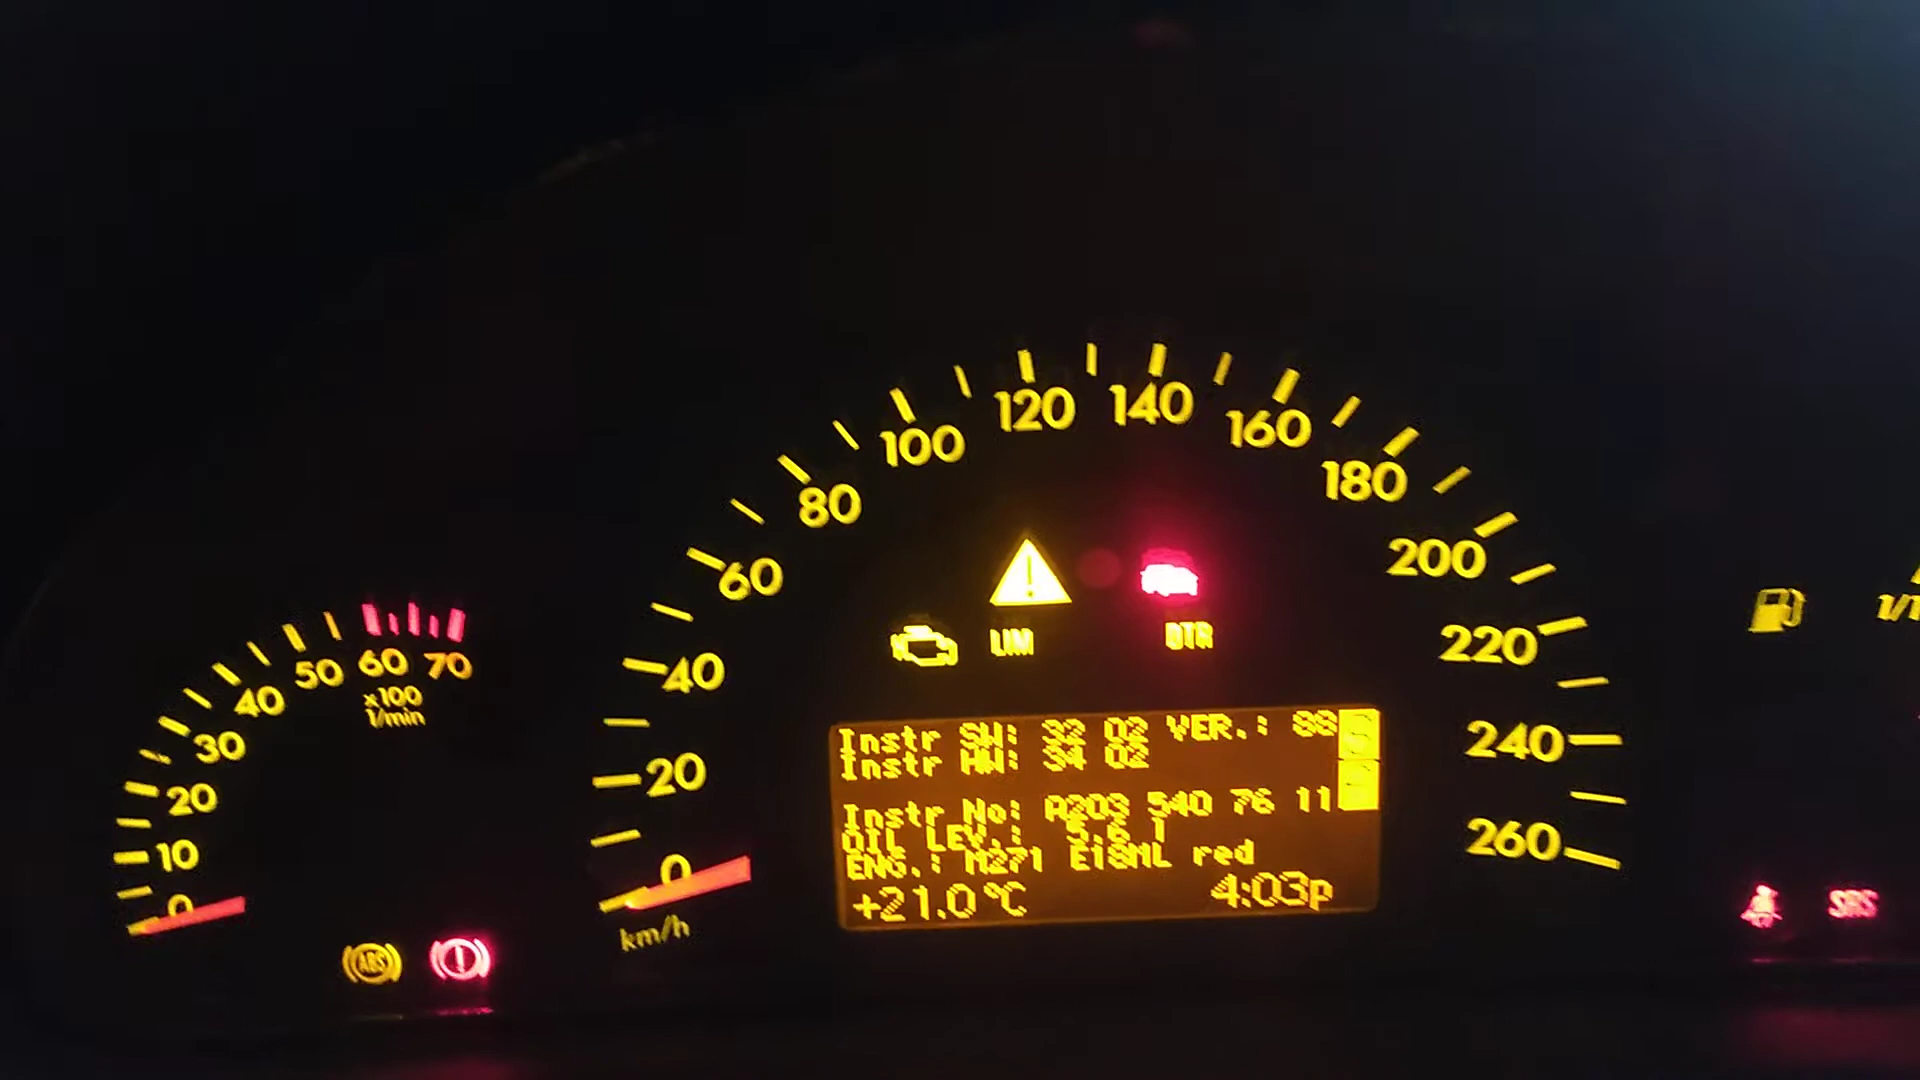 120
140
100
160
80
180
60
200
40
220
20
240
0
260
km/h
LIM
DTR
50
60
70
40
x100
1/min
30
20
10
0
1/1
Instr SW: 32 02 VER.: 88
Instr HW: 34 02
Instr No: A203 540 76 11
OIL LEV.: 5.6 l
ENG.: M271 E18ML red
+21.0°C 4:03p
ABS
SRS